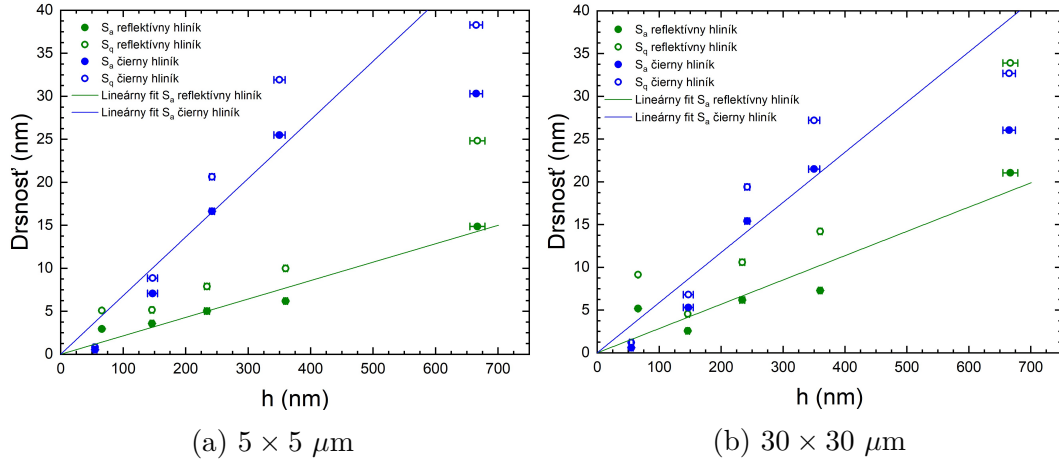 40
35
30
25
20
15
10
5
0
Drsnosť (nm)
Sₐ reflektívny hliník
S_q reflektívny hliník
Sₐ čierny hliník
S_q čierny hliník
Lineárny fit Sₐ reflektívny hliník
Lineárny fit Sₐ čierny hliník
0 100 200 300 400 500 600 700
h (nm)
(a) 5 × 5 μm
40
35
30
25
20
15
10
5
0
Drsnosť (nm)
Sₐ reflektívny hliník
S_q reflektívny hliník
Sₐ čierny hliník
S_q čierny hliník
Lineárny fit Sₐ reflektívny hliník
Lineárny fit Sₐ čierny hliník
0 100 200 300 400 500 600 700
h (nm)
(b) 30 × 30 μm